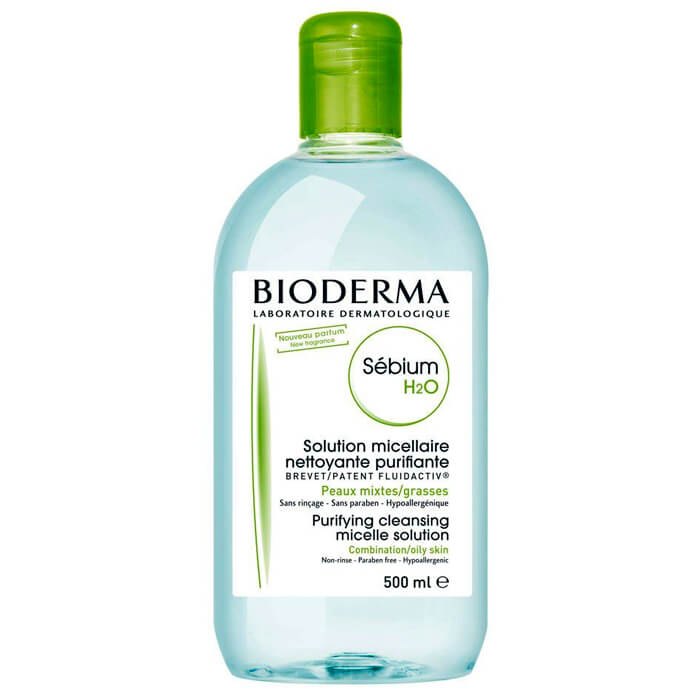 BIODERMA
LABORATOIRE DERMATOLOGIQUE
Nouveau parfum
New fragrance
Sébium
H2O
Solution micellaire
nettoyante purifiante
BREVET/PATENT FLUIDACTIV®
Peaux mixtes/grasses
Sans rinçage - Sans paraben - Hypoallergénique
Purifying cleansing
micelle solution
Combination/oily skin
Non-rinse - Paraben free - Hypoallergenic
500 ml ℮